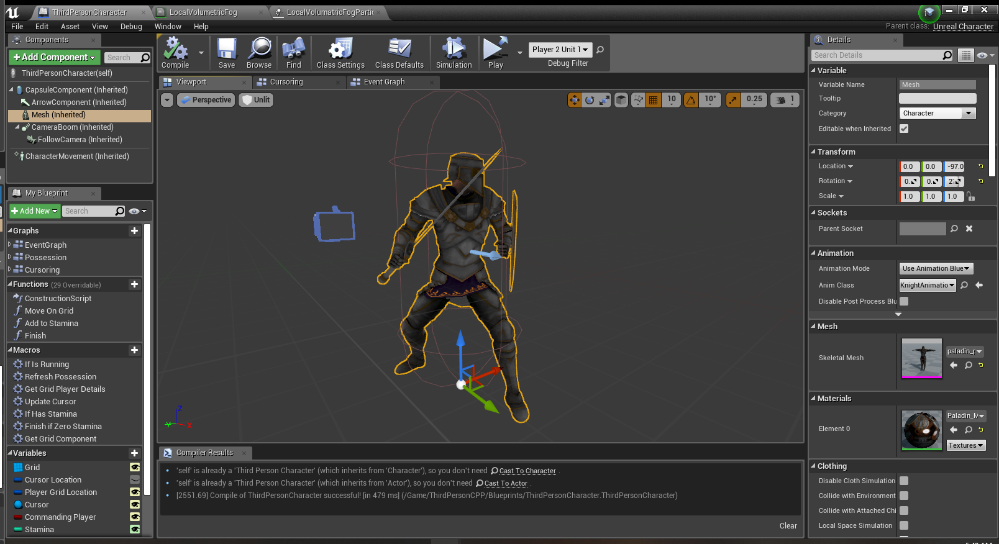 ThirdPersonCharacter
LocalVolumetricFog
LocalVolumatricFogPartic
File Edit Asset View Debug Window Help
Parent class: Unreal Character
Components
+Add Component
Search
ThirdPersonCharacter(self)
CapsuleComponent (Inherited)
ArrowComponent (Inherited)
Mesh (Inherited)
CameraBoom (Inherited)
FollowCamera (Inherited)
CharacterMovement (Inherited)
My Blueprint
+Add New
Search
Graphs
EventGraph
Possession
Cursoring
Functions (29 Overridable)
ConstructionScript
Move On Grid
Add to Stamina
Finish
Macros
If Is Running
Refresh Possession
Get Grid Player Details
Update Cursor
If Has Stamina
Finish if Zero Stamina
Get Grid Component
Variables
Grid
Cursor Location
Player Grid Location
Cursor
Commanding Player
Stamina
Compile
Save
Browse
Find
Class Settings
Class Defaults
Simulation
Play
Player 2 Unit 1
Debug Filter
Viewport
Cursoring
Event Graph
Perspective
Unlit
10
10°
0.25
1
Z
Y
X
Compiler Results
'self' is already a 'Third Person Character' (which inherits from 'Character'), so you don't need Cast To Character .
'self' is already a 'Third Person Character' (which inherits from 'Actor'), so you don't need Cast To Actor .
[2551.69] Compile of ThirdPersonCharacter successful! [in 479 ms] (/Game/ThirdPersonCPP/Blueprints/ThirdPersonCharacter.ThirdPersonCharacter)
Clear
Details
Search Details
Variable
Variable Name Mesh
Tooltip
Category Character
Editable when Inherited
Transform
Location 0.0 0.0 -97.0
Rotation 0. 0. 27
Scale 1.0 1.0 1.0
Sockets
Parent Socket
Animation
Animation Mode Use Animation Blue
Anim Class KnightAnimatio
Disable Post Process Blu
Mesh
Skeletal Mesh paladin_p
Materials
Element 0 Paladin_M
Textures
Clothing
Disable Cloth Simulation
Collide with Environment
Collide with Attached Chi
Local Space Simulation